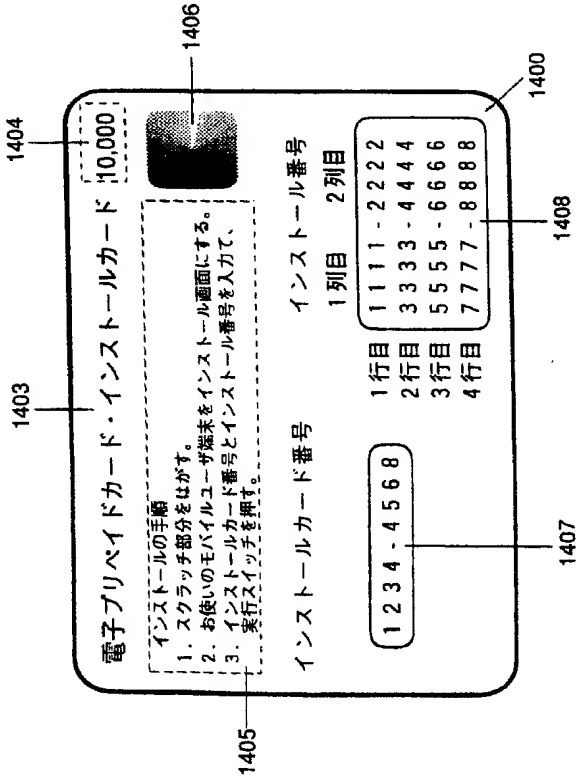 1403
1404
1406
電子プリペイドカード・インストールカード
10,000
インストールの手順
1. スクラッチ部分をはがす。
2. お使いのモバイルユーザ端末をインストール画面にする。
3. インストールカード番号とインストール番号を入力て、
実行スイッチを押す。
1405
インストールカード番号
1234-4568
1407
インストール番号
1列目 2列目
1行目 1111-2222
2行目 3333-4444
3行目 5555-6666
4行目 7777-8888
1408
1400